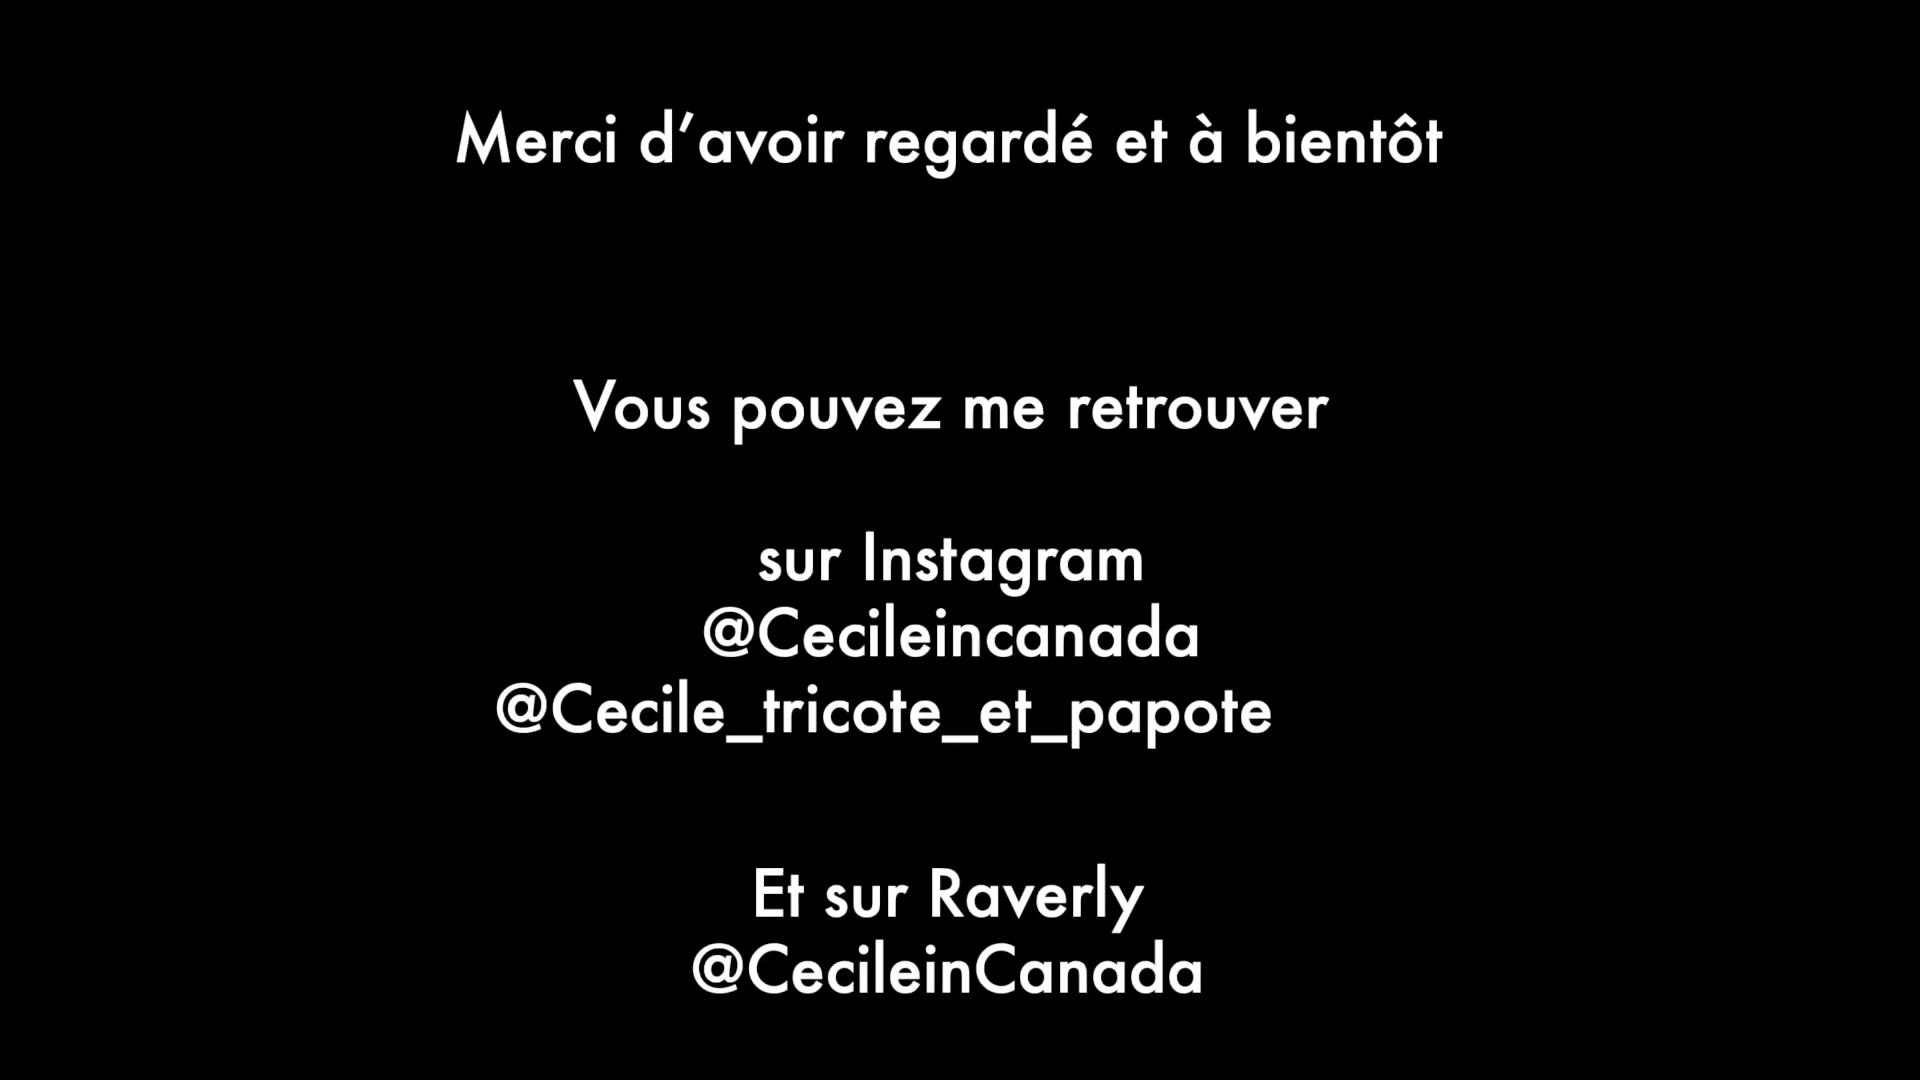 Merci d’avoir regardé et à bientôt
Vous pouvez me retrouver
sur Instagram
@Cecileincanada
@Cecile_tricote_et_papote
Et sur Raverly
@CecileinCanada